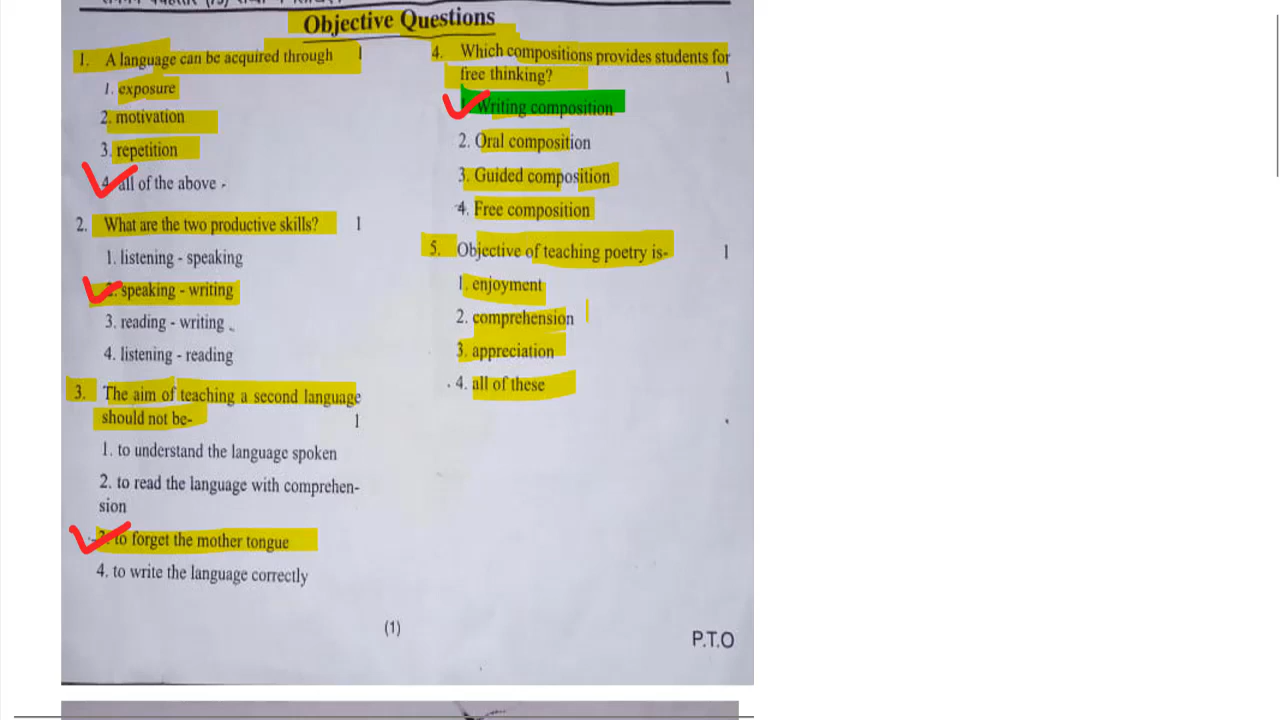 Objective Questions
1. A language can be acquired through 1
1. exposure
2. motivation
3. repetition
4. all of the above -
2. What are the two productive skills? 1
1. listening - speaking
2. speaking - writing
3. reading - writing
4. listening - reading
3. The aim of teaching a second language
should not be- 1
1. to understand the language spoken
2. to read the language with comprehen-
sion
3. to forget the mother tongue
4. to write the language correctly
4. Which compositions provides students for
free thinking? 1
Writing composition
2. Oral composition
3. Guided composition
4. Free composition
5. Objective of teaching poetry is- 1
1. enjoyment
2. comprehension
3. appreciation
4. all of these
(1)
P.T.O